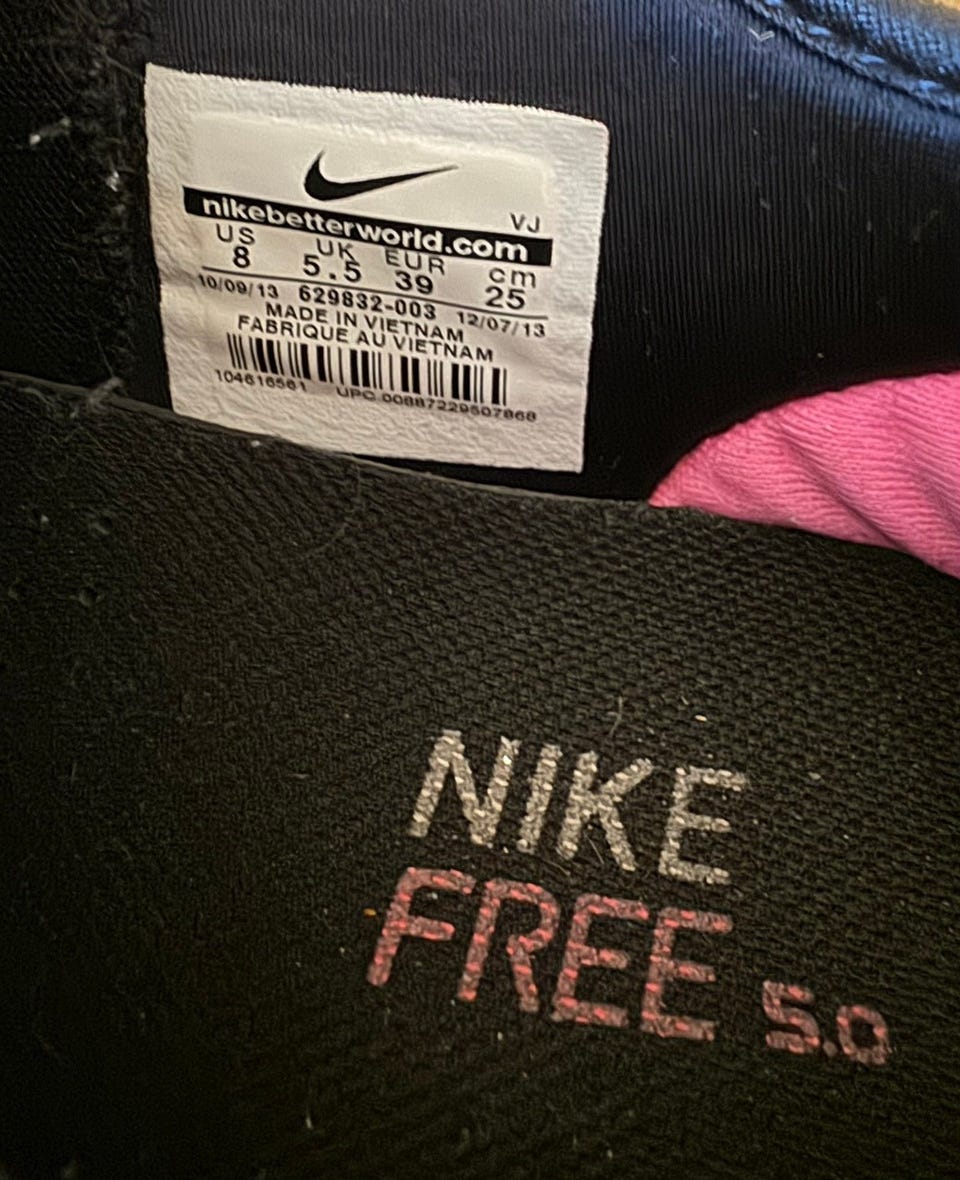 VJ
nikebetterworld.com
US UK EUR cm
8 5.5 39 25
10/09/13 629832-003 12/07/13
MADE IN VIETNAM
FABRIQUE AU VIETNAM
104616561 UPC 00887229507868
NIKE
FREE 5.0